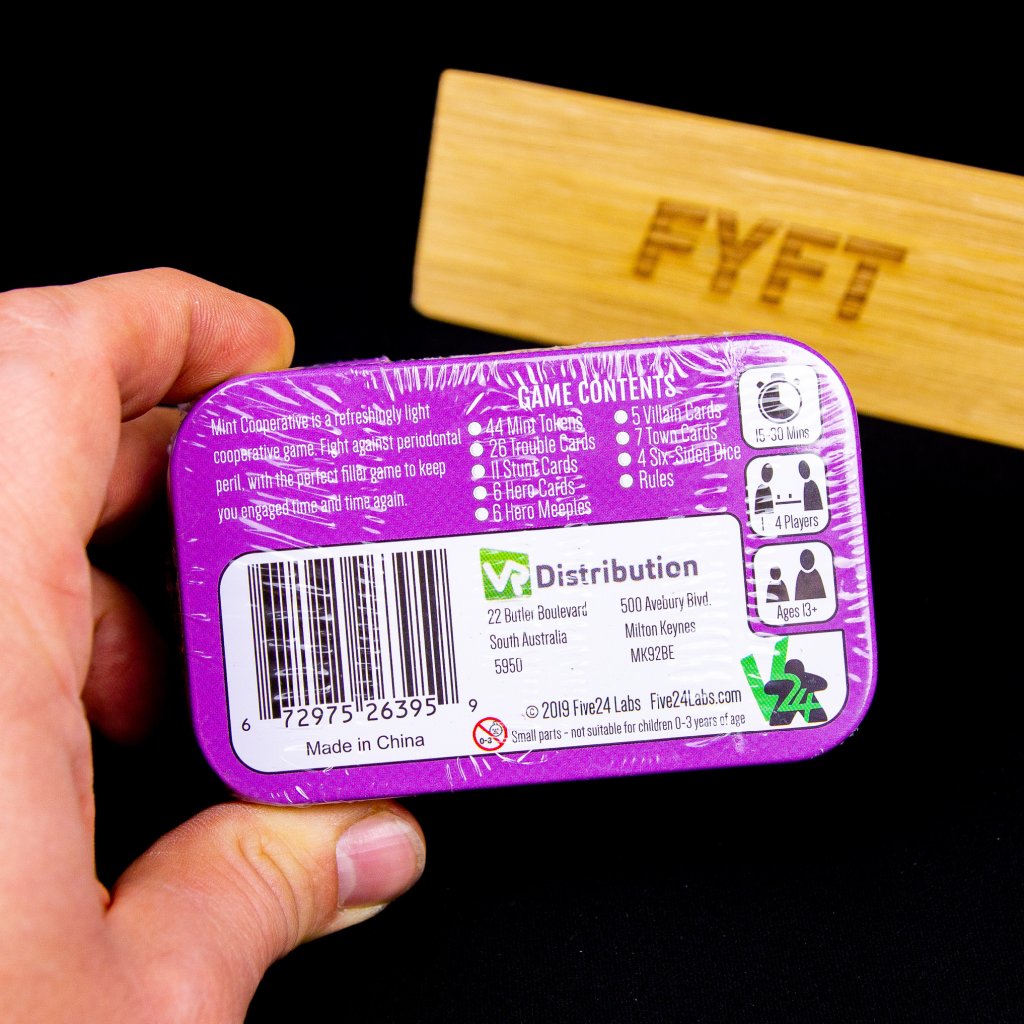 FYFT
Mint Cooperative is a refreshingly light
cooperative game. Fight against periodontal
peril, with the perfect filler game to keep
you engaged time and time again.
GAME CONTENTS
44 Mint Tokens
26 Trouble Cards
11 Stunt Cards
6 Hero Cards
6 Hero Meeples
5 Villain Cards
7 Town Cards
4 Six-Sided Dice
Rules
15-30 Mins
1 4 Players
Ages 13+
VR Distribution
22 Butler Boulevard
South Australia
5950
500 Avebury Blvd.
Milton Keynes
MK92BE
© 2019 Five24 Labs Five24Labs.com
0-3 Small parts - not suitable for children 0-3 years of age
6 72975 26395 9
Made in China
V24